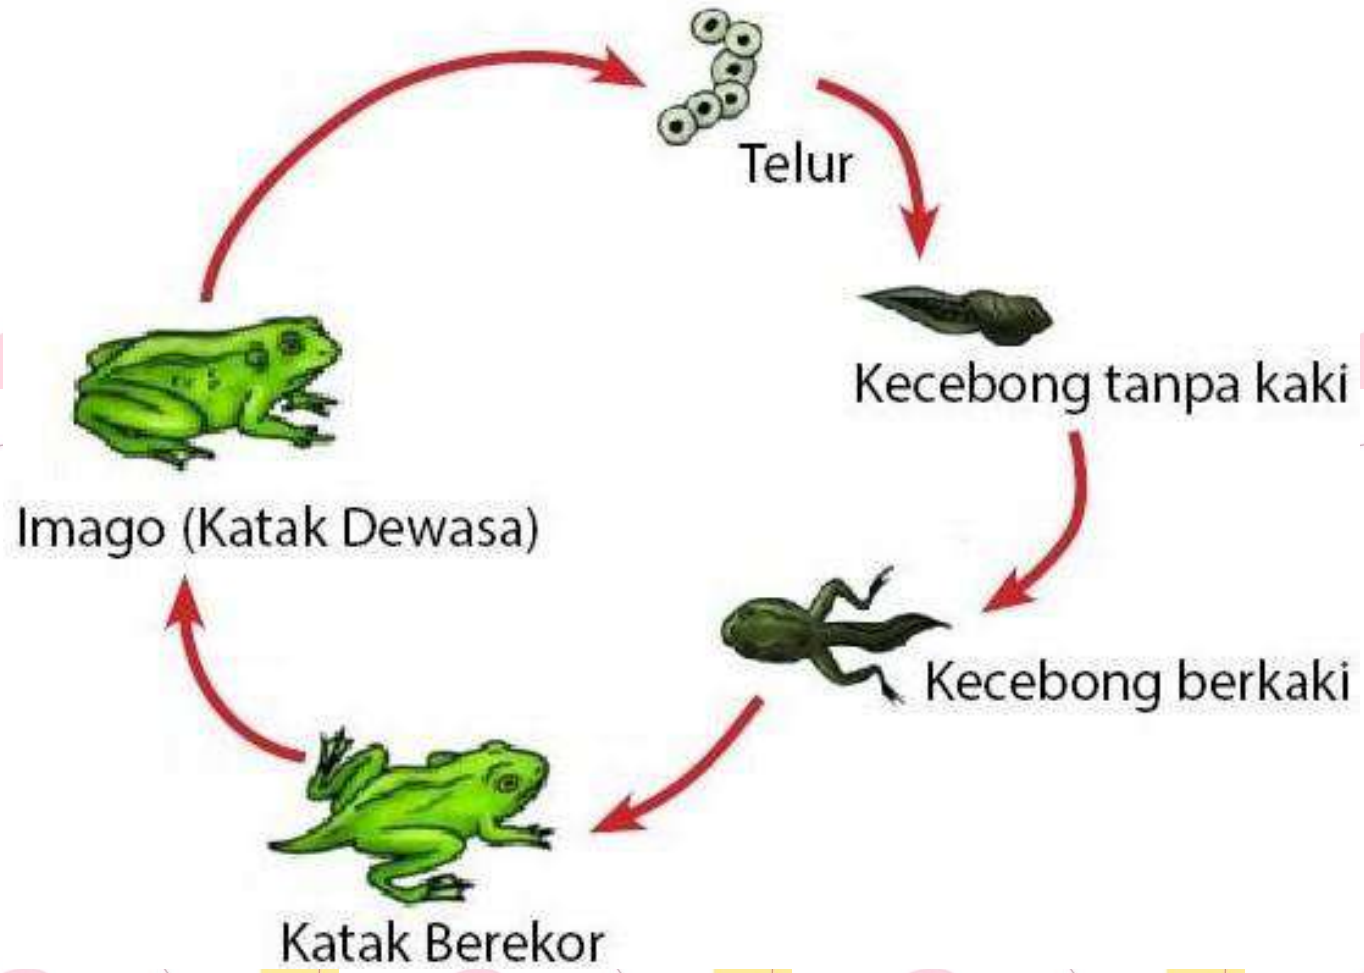 Telur
Kecebong tanpa kaki
Kecebong berkaki
Katak Berekor
Imago (Katak Dewasa)